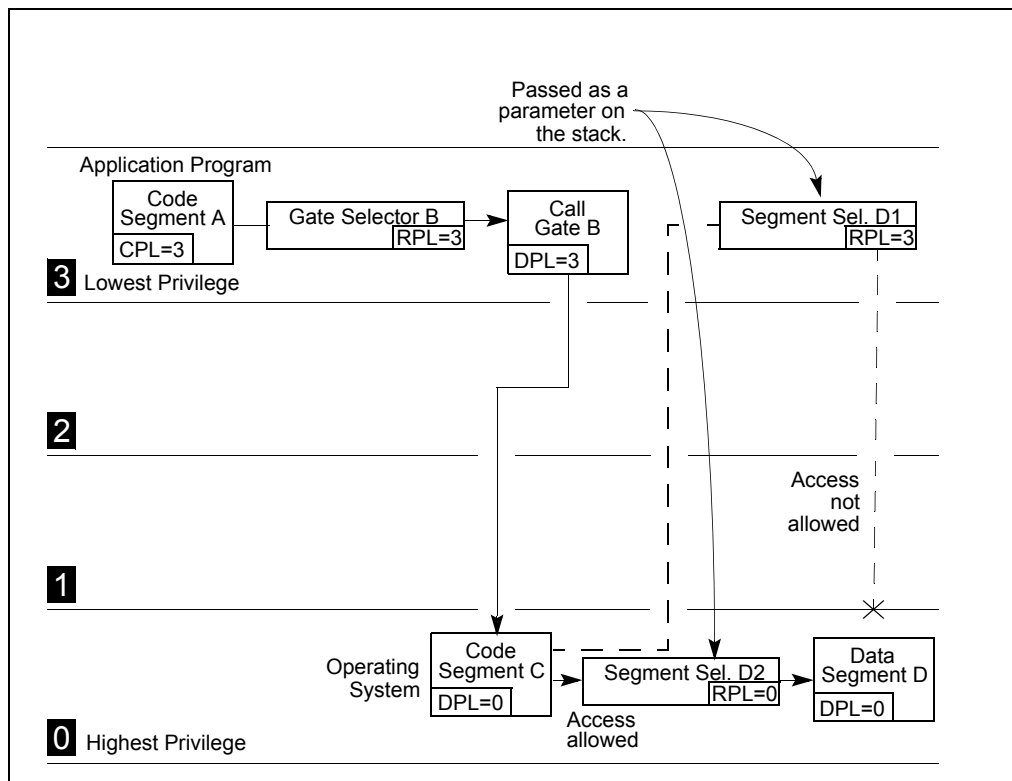 Passed as a
parameter on
the stack.
Application Program
Code
Segment A
CPL=3
Gate Selector B
RPL=3
Call
Gate B
DPL=3
Segment Sel. D1
RPL=3
3
Lowest Privilege
2
Access
not
allowed
1
Operating
System
Code
Segment C
DPL=0
Segment Sel. D2
RPL=0
Access
allowed
Data
Segment D
DPL=0
0
Highest Privilege